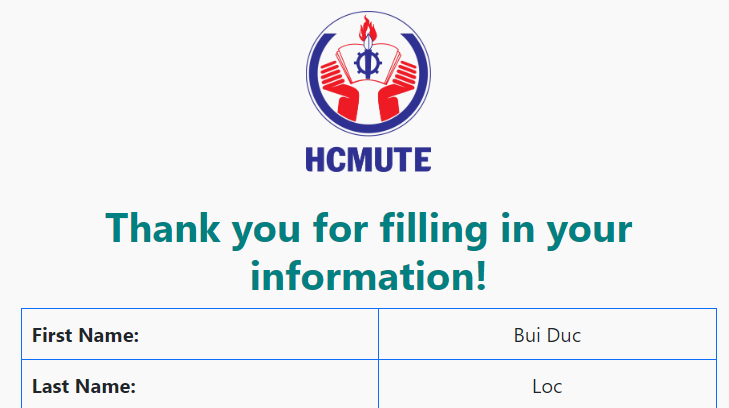 HCMUTE
Thank you for filling in your
information!
First Name: Bui Duc
Last Name: Loc